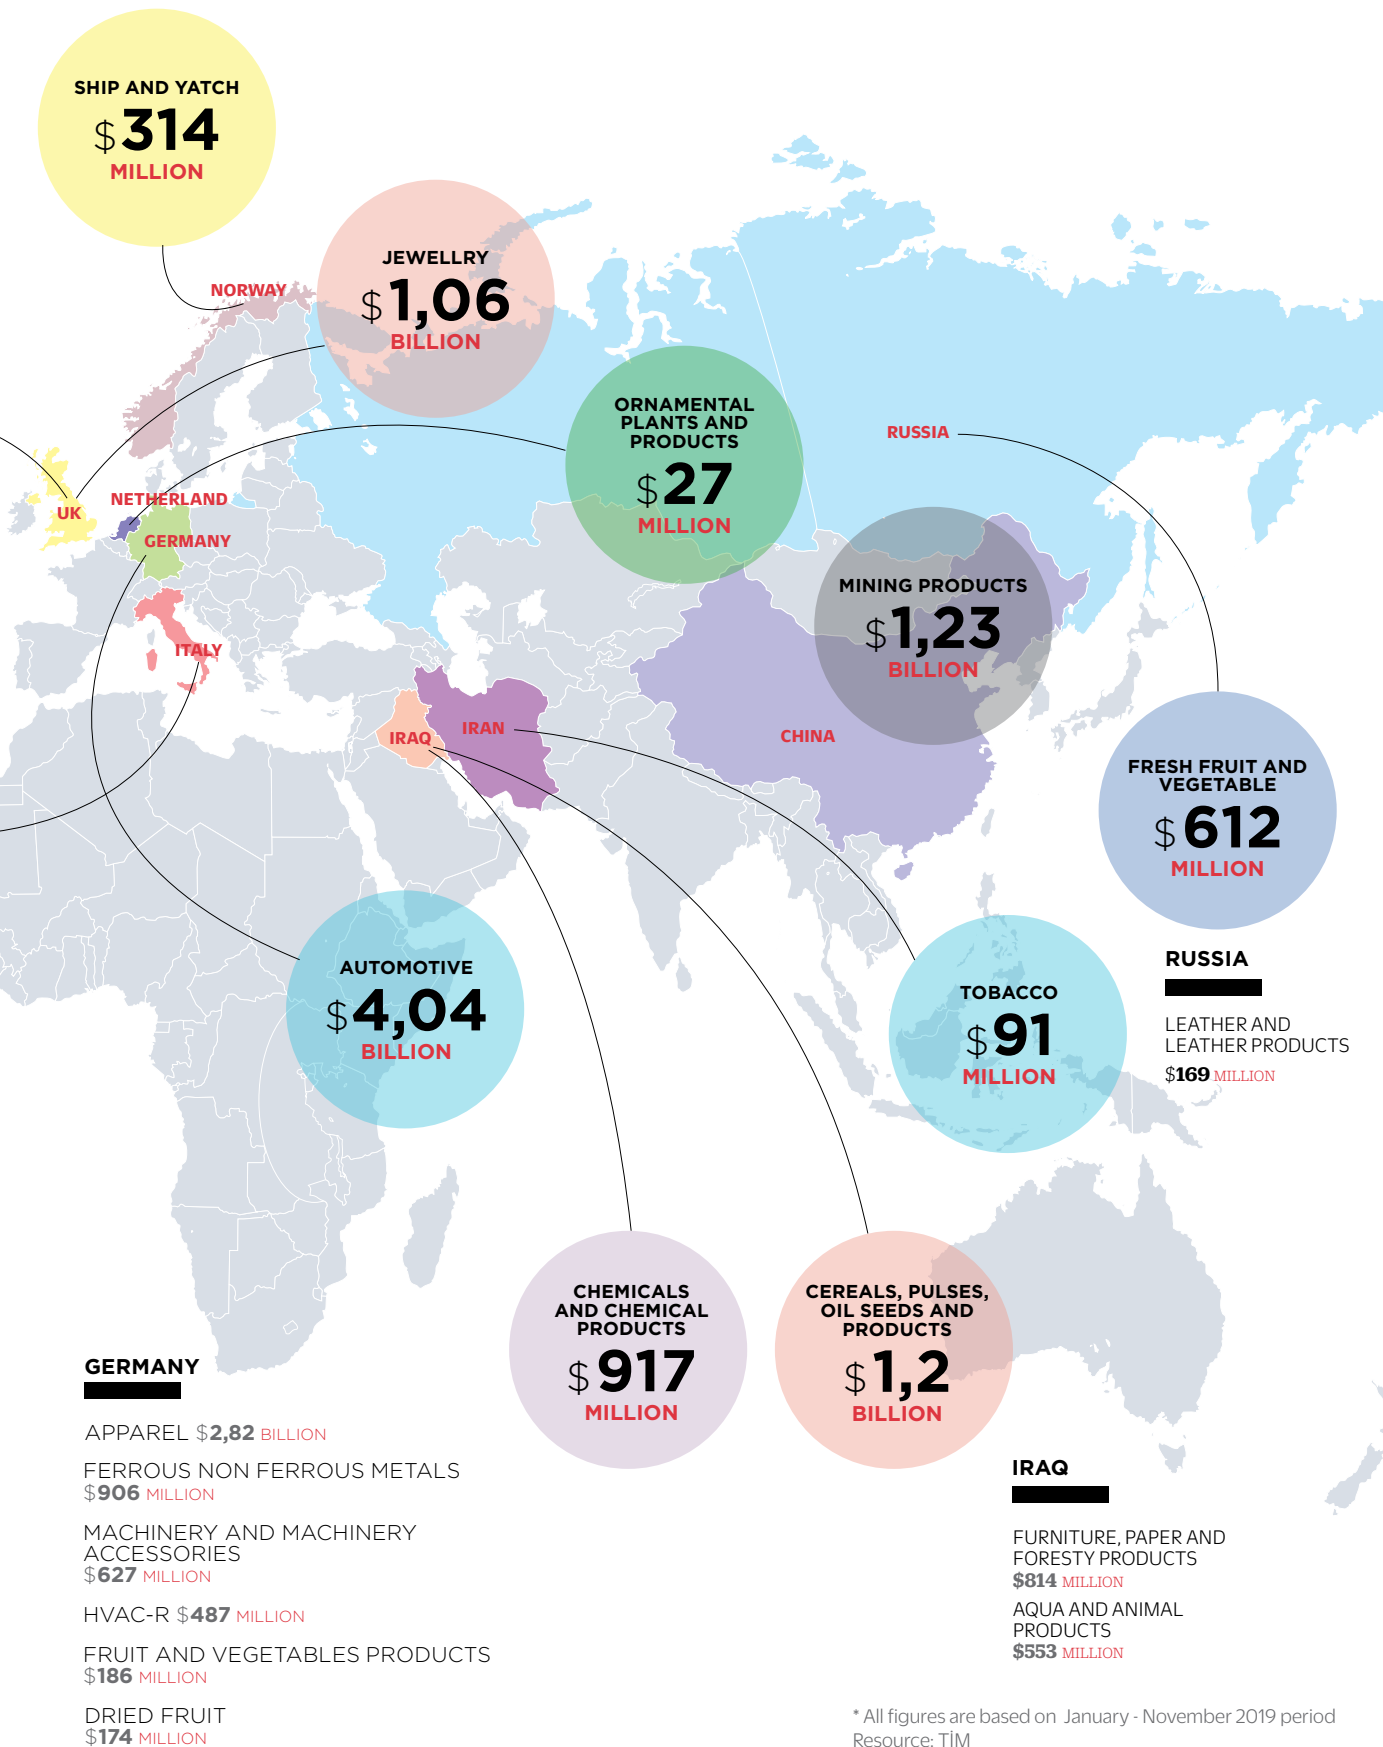 SHIP AND YATCH
$314
MILLION
JEWELLRY
$1,06
BILLION
NORWAY
ORNAMENTAL
PLANTS AND
PRODUCTS
$27
MILLION
RUSSIA
NETHERLAND
UK
GERMANY
MINING PRODUCTS
$1,23
BILLION
ITALY
IRAQ
IRAN
CHINA
FRESH FRUIT AND
VEGETABLE
$612
MILLION
AUTOMOTIVE
$4,04
BILLION
TOBACCO
$91
MILLION
RUSSIA
LEATHER AND
LEATHER PRODUCTS
$169 MILLION
CHEMICALS
AND CHEMICAL
PRODUCTS
$917
MILLION
CEREALS, PULSES,
OIL SEEDS AND
PRODUCTS
$1,2
BILLION
GERMANY
APPAREL $2,82 BILLION
FERROUS NON FERROUS METALS
$906 MILLION
MACHINERY AND MACHINERY
ACCESSORIES
$627 MILLION
HVAC-R $487 MILLION
FRUIT AND VEGETABLES PRODUCTS
$186 MILLION
DRIED FRUIT
$174 MILLION
IRAQ
FURNITURE, PAPER AND
FORESTY PRODUCTS
$814 MILLION
AQUA AND ANIMAL
PRODUCTS
$553 MILLION
* All figures are based on January - November 2019 period
Resource: TİM